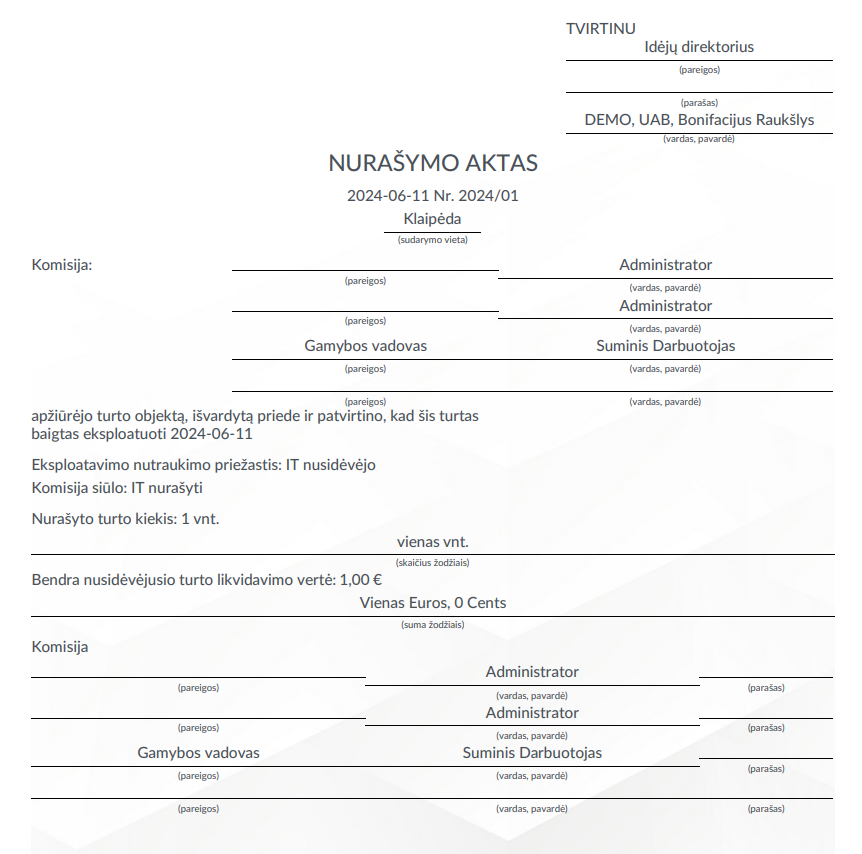 TVIRTINU
Idėjų direktorius
(pareigos)
(parašas)
DEMO, UAB, Bonifacijus Raukšlys
(vardas, pavardė)
NURAŠYMO AKTAS
2024-06-11 Nr. 2024/01
Klaipėda
(sudarymo vieta)
Komisija: Administrator
(pareigos) (vardas, pavardė)
Administrator
(pareigos) (vardas, pavardė)
Gamybos vadovas Suminis Darbuotojas
(pareigos) (vardas, pavardė)
(pareigos) (vardas, pavardė)
apžiūrėjo turto objektą, išvardytą priede ir patvirtino, kad šis turtas
baigtas eksploatuoti 2024-06-11
Eksploatavimo nutraukimo priežastis: IT nusidėvėjo
Komisija siūlo: IT nurašyti
Nurašyto turto kiekis: 1 vnt.
vienas vnt.
(skaičius žodžiais)
Bendra nusidėvėjusio turto likvidavimo vertė: 1,00 €
Vienas Euros, 0 Cents
(suma žodžiais)
Komisija
Administrator
(pareigos) (vardas, pavardė) (parašas)
Administrator
(pareigos) (vardas, pavardė) (parašas)
Gamybos vadovas Suminis Darbuotojas
(pareigos) (vardas, pavardė) (parašas)
(pareigos) (vardas, pavardė) (parašas)